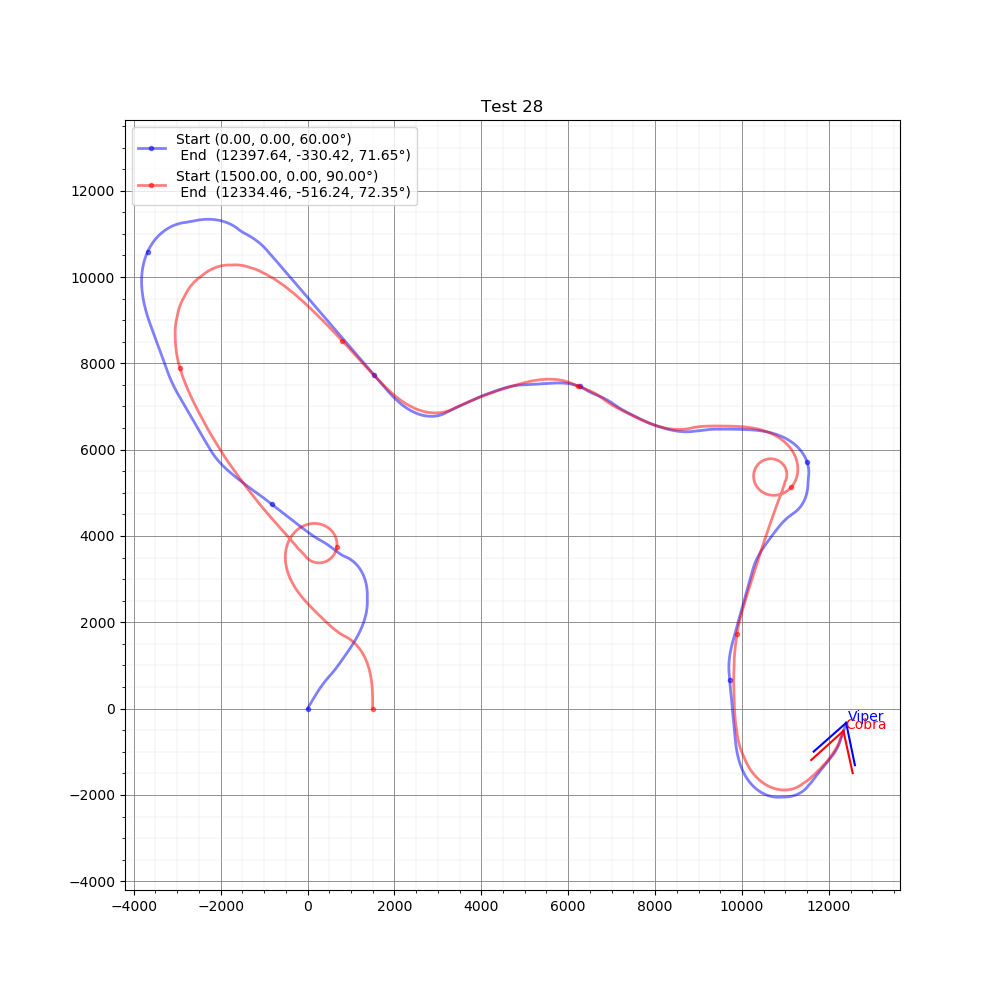 Test 28
Start (0.00, 0.00, 60.00°)
End  (12397.64, -330.42, 71.65°)
Start (1500.00, 0.00, 90.00°)
End  (12334.46, -516.24, 72.35°)
12000
10000
8000
6000
4000
2000
0
−2000
−4000
Viper
Cobra
−4000 −2000 0 2000 4000 6000 8000 10000 12000